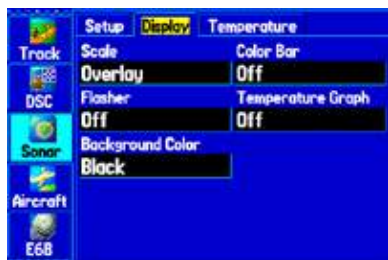 Setup Display Temperature
Track
Scale Color Bar
Overlay Off
DSC
Flasher Temperature Graph
Off Off
Sonar
Background Color
Black
Aircraft
E6B